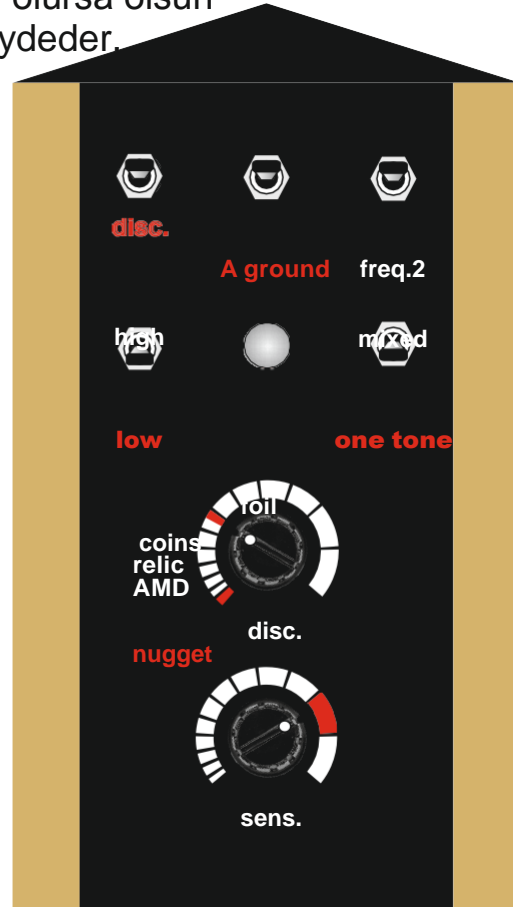 olursa olsun
ydeder.
disc.
A ground freq.2
high mixed
low one tone
foil
coins
relic
AMD
disc.
nugget
sens.